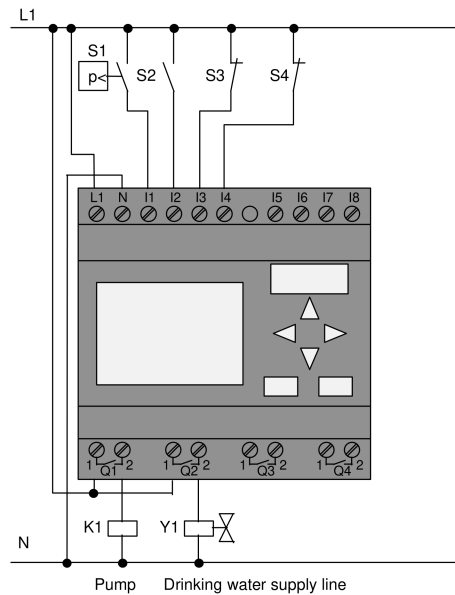 L1
S1
p< S2 S3 S4
L1 N I1 I2 I3 I4 I5 I6 I7 I8
1 Q1 2 1 Q2 2 1 Q3 2 1 Q4 2
K1 Y1
N
Pump Drinking water supply line